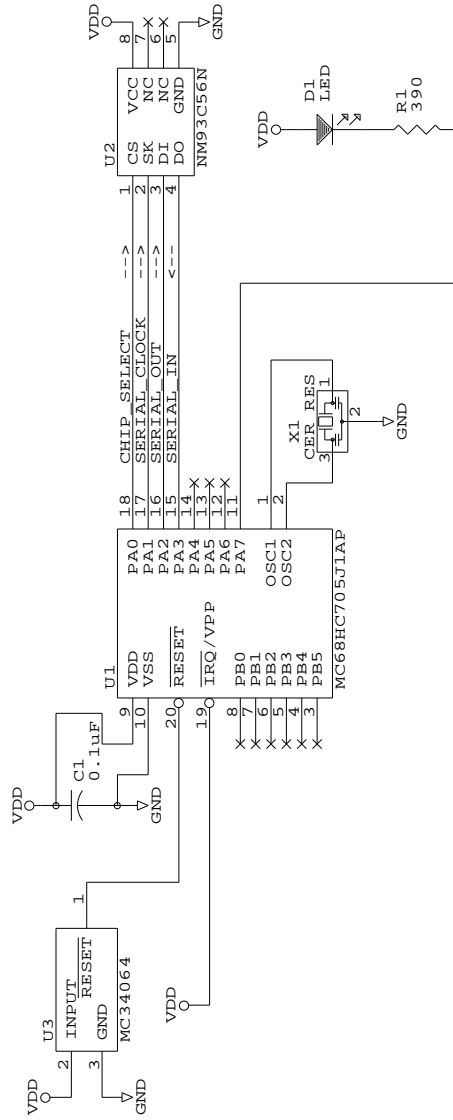 VDD
2
3
GND
U3
INPUT
RESET
GND
MC34064
1
VDD
VDD
C1
0.1uF
GND
9
10
20
19
8
7
6
5
4
3
U1
VDD
VSS
RESET
IRQ/VPP
PB0
PB1
PB2
PB3
PB4
PB5
PA0
PA1
PA2
PA3
PA4
PA5
PA6
PA7
OSC1
OSC2
MC68HC705J1AP
18
17
16
15
14
13
12
11
1
2
CHIP_SELECT --->
SERIAL_CLOCK --->
SERIAL_OUT --->
SERIAL_IN <---
X1
CER RES
3
1
2
GND
1
2
3
4
U2
CS
SK
DI
DO
VCC
NC
NC
GND
NM93C56N
8
7
6
5
VDD
GND
VDD
D1
LED
R1
390